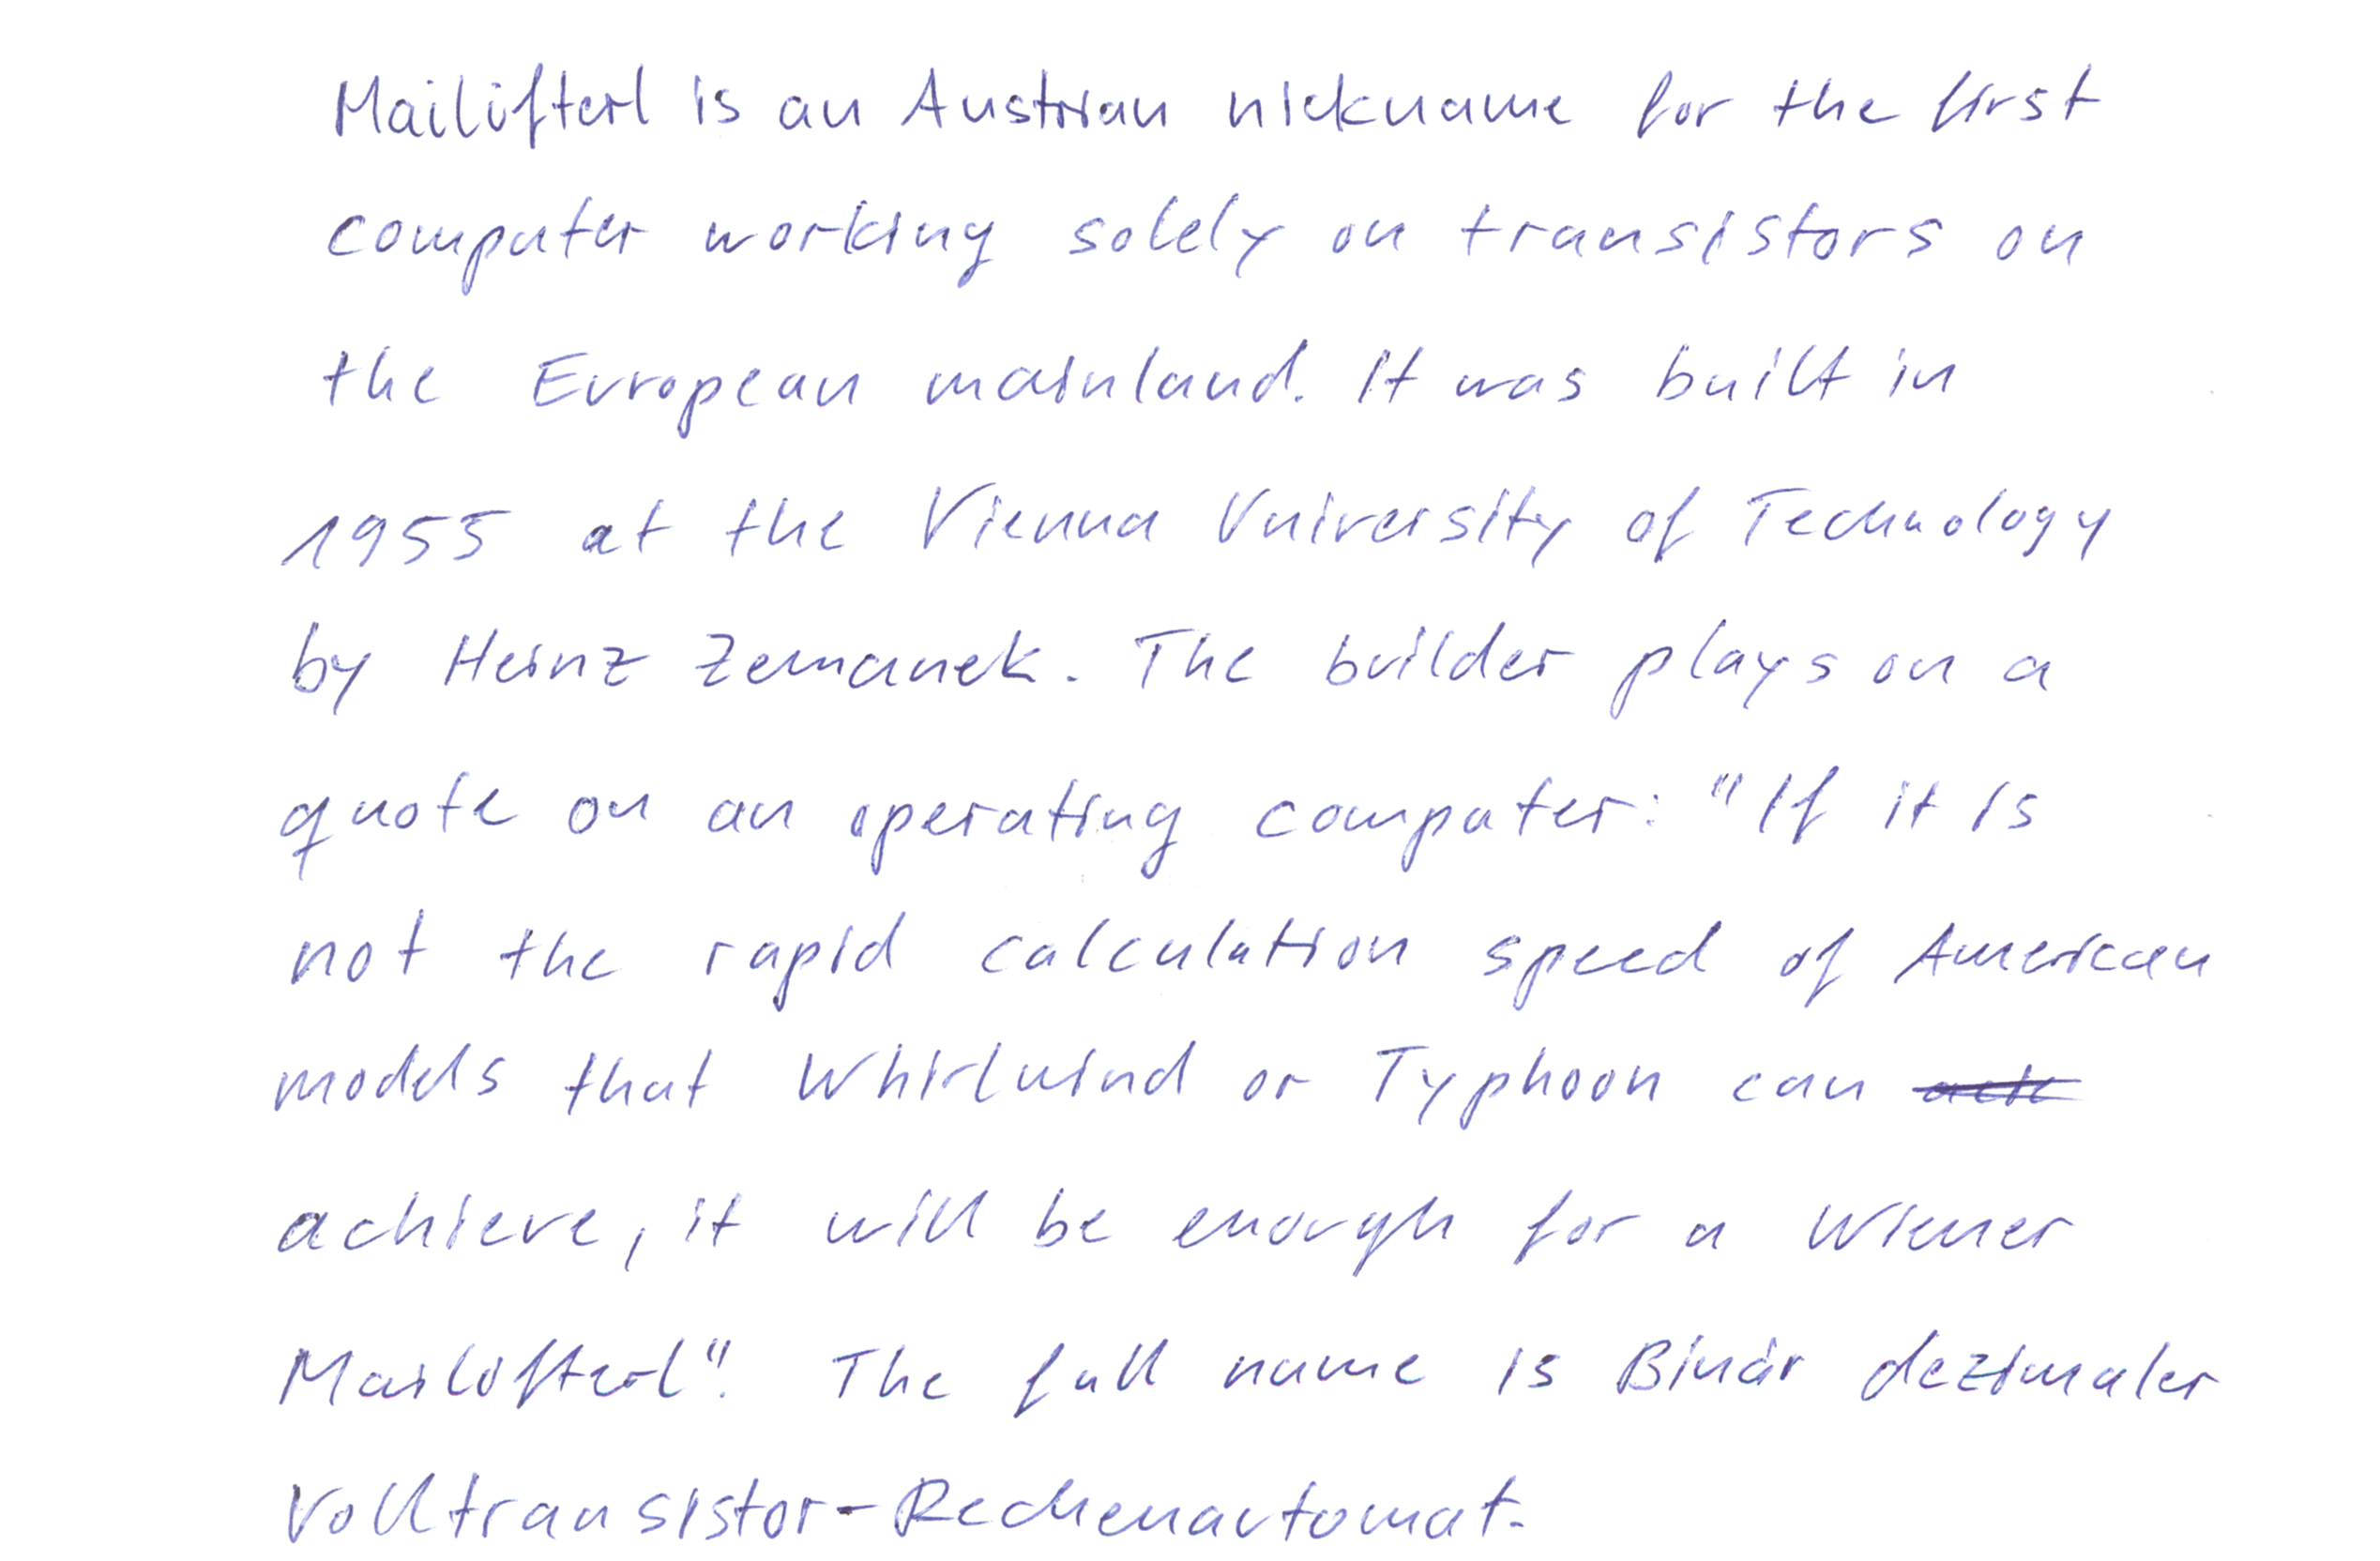 Mailüfterl is an Austrian nickname for the first
computer working solely on transistors on
the European mainland. It was built in
1955 at the Vienna University of Technology
by Heinz Zemanek. The builder plays on a
quote on an operating computer: "If it is
not the rapid calculation speed of American
models that Whirlwind or Typhoon can
achieve, it will be enough for a Wiener
Mailüfterl". The full name is Binär dezimaler
Volltransistor-Rechenautomat.